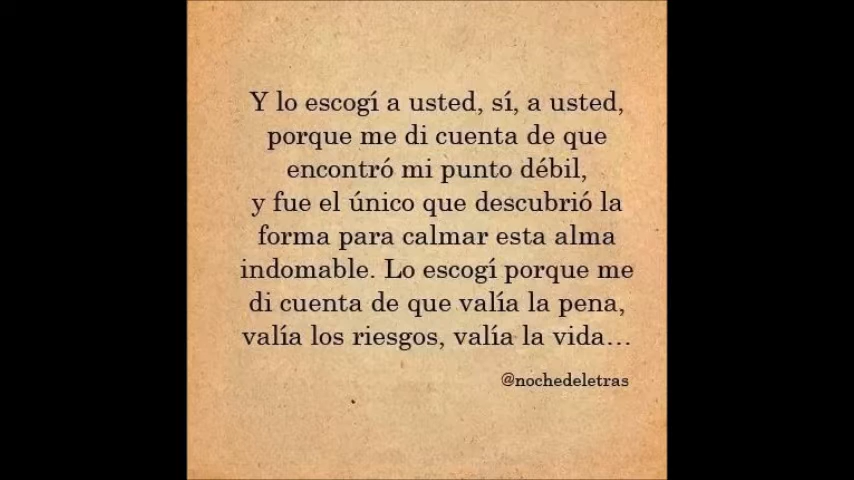 Y lo escogí a usted, sí, a usted,
porque me di cuenta de que
encontró mi punto débil,
y fue el único que descubrió la
forma para calmar esta alma
indomable. Lo escogí porque me
di cuenta de que valía la pena,
valía los riesgos, valía la vida...
@nochedeletras